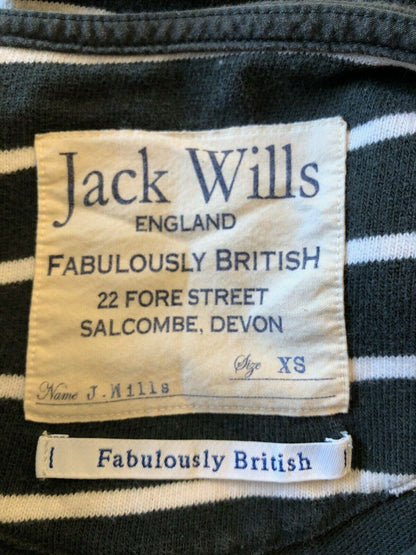 Jack Wills
ENGLAND
FABULOUSLY BRITISH
22 FORE STREET
SALCOMBE, DEVON
Size XS
Name J. Wills
Fabulously British